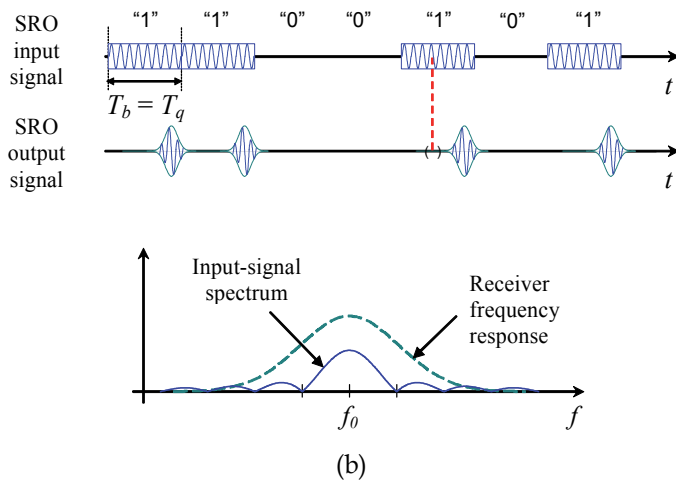 SRO input signal
“1” “1” “0” “0” “1” “0” “1”
t
T_b = T_q
SRO output signal
t
Input-signal spectrum
Receiver frequency response
f_0
f
(b)